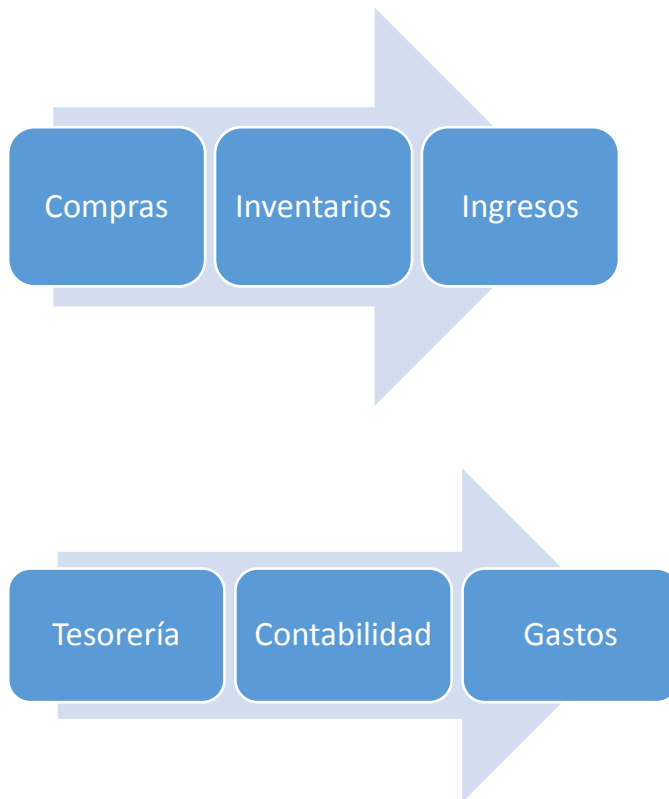 Compras
Inventarios
Ingresos
Tesorería
Contabilidad
Gastos